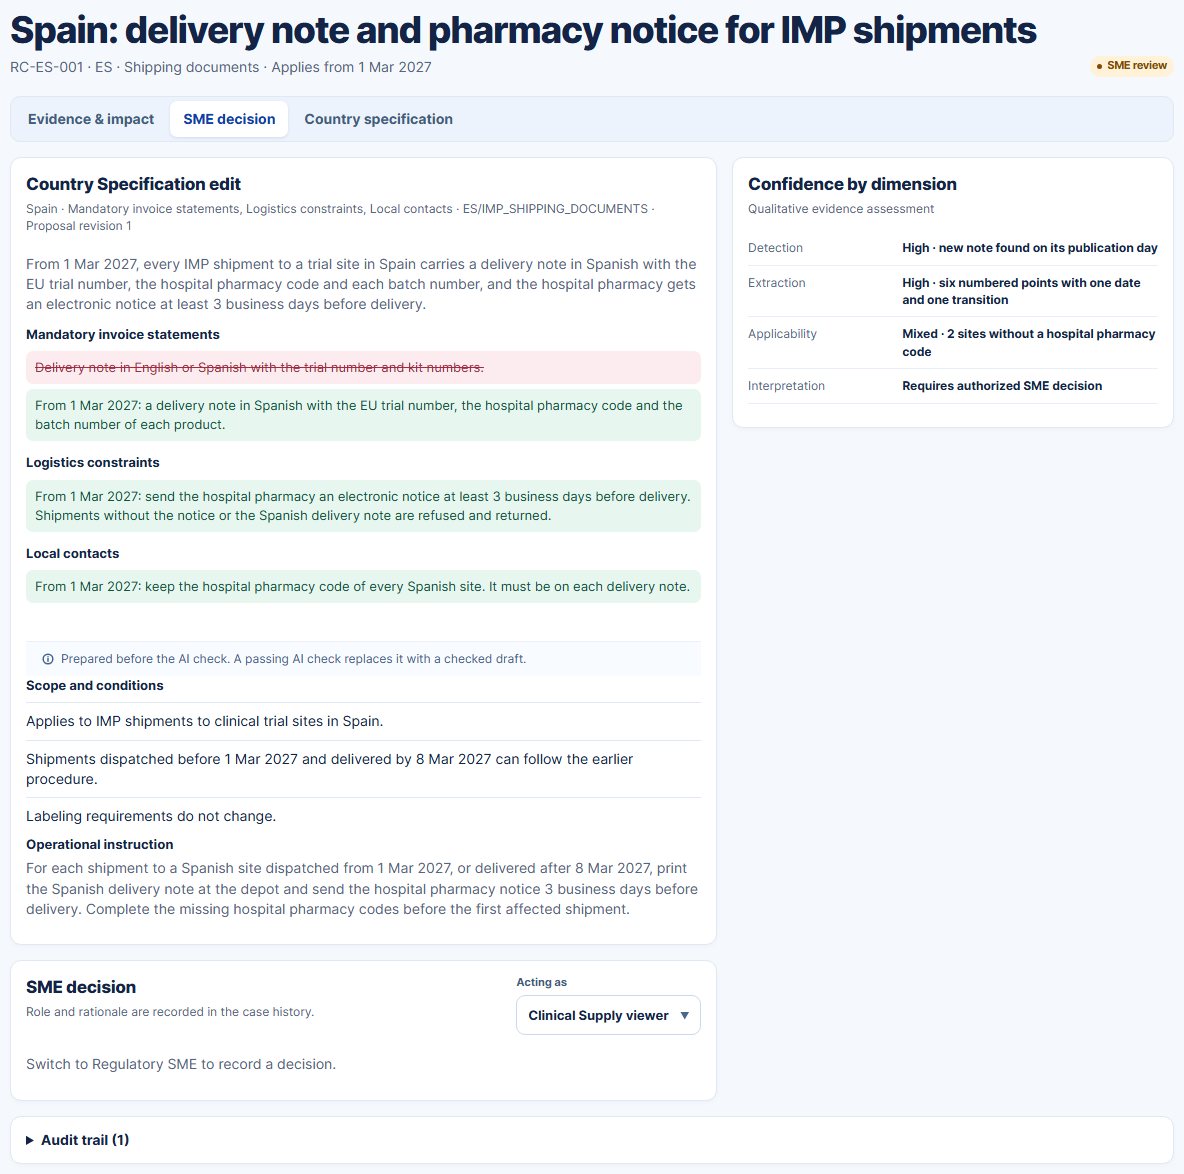 Spain: delivery note and pharmacy notice for IMP shipments
RC-ES-001 · ES · Shipping documents · Applies from 1 Mar 2027
SME review
Evidence & impact
SME decision
Country specification
Country Specification edit
Spain · Mandatory invoice statements, Logistics constraints, Local contacts · ES/IMP_SHIPPING_DOCUMENTS ·
Proposal revision 1
From 1 Mar 2027, every IMP shipment to a trial site in Spain carries a delivery note in Spanish with the
EU trial number, the hospital pharmacy code and each batch number, and the hospital pharmacy gets
an electronic notice at least 3 business days before delivery.
Mandatory invoice statements
Delivery note in English or Spanish with the trial number and kit numbers.
From 1 Mar 2027: a delivery note in Spanish with the EU trial number, the hospital pharmacy code and the
batch number of each product.
Logistics constraints
From 1 Mar 2027: send the hospital pharmacy an electronic notice at least 3 business days before delivery.
Shipments without the notice or the Spanish delivery note are refused and returned.
Local contacts
From 1 Mar 2027: keep the hospital pharmacy code of every Spanish site. It must be on each delivery note.
Prepared before the AI check. A passing AI check replaces it with a checked draft.
Scope and conditions
Applies to IMP shipments to clinical trial sites in Spain.
Shipments dispatched before 1 Mar 2027 and delivered by 8 Mar 2027 can follow the earlier
procedure.
Labeling requirements do not change.
Operational instruction
For each shipment to a Spanish site dispatched from 1 Mar 2027, or delivered after 8 Mar 2027, print
the Spanish delivery note at the depot and send the hospital pharmacy notice 3 business days before
delivery. Complete the missing hospital pharmacy codes before the first affected shipment.
Confidence by dimension
Qualitative evidence assessment
Detection
High · new note found on its publication day
Extraction
High · six numbered points with one date
and one transition
Applicability
Mixed · 2 sites without a hospital pharmacy
code
Interpretation
Requires authorized SME decision
SME decision
Role and rationale are recorded in the case history.
Acting as
Clinical Supply viewer
Switch to Regulatory SME to record a decision.
Audit trail (1)